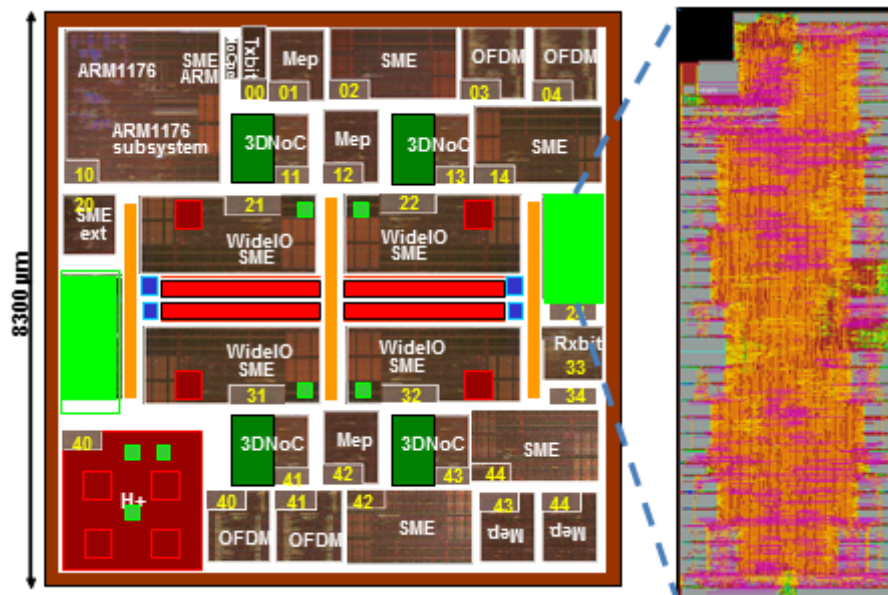 8300 µm
ARM1176
SME
ARM
Txbit
Mep
SME
OFDM
OFDM
00
01
02
03
04
ARM1176
subsystem
3DNoC
Mep
3DNoC
SME
10
11
12
13
14
20
SME
ext
21
22
WideIO
SME
WideIO
SME
Rxbit
33
WideIO
SME
WideIO
SME
31
32
34
40
H+
3DNoC
Mep
3DNoC
SME
41
42
43
44
40
41
42
43
44
OFDM
OFDM
SME
Mep
Mep